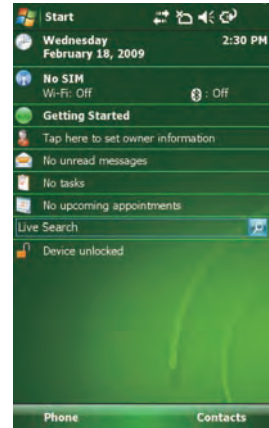 Start
Wednesday 2:30 PM
February 18, 2009
No SIM
Wi-Fi: Off : Off
Getting Started
Tap here to set owner information
No unread messages
No tasks
No upcoming appointments
Live Search
Device unlocked
Phone Contacts